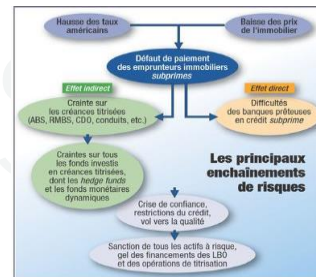 Hausse des taux
américains
Baisse des prix
de l'immobilier
Défaut de paiement
des emprunteurs immobiliers
subprimes
Effet indirect
Effet direct
Crainte sur
les créances titrisées
(ABS, RMBS, CDO, conduits, etc.)
Difficultés
des banques prêteuses
en crédit subprime
Craintes sur tous
les fonds investis
en créances titrisées,
dont les hedge funds
et les fonds monétaires
dynamiques
Les principaux
enchaînements
de risques
Crise de confiance,
restrictions du crédit,
vol vers la qualité
Sanction de tous les actifs à risque,
gel des financements des LBO
et des opérations de titrisation